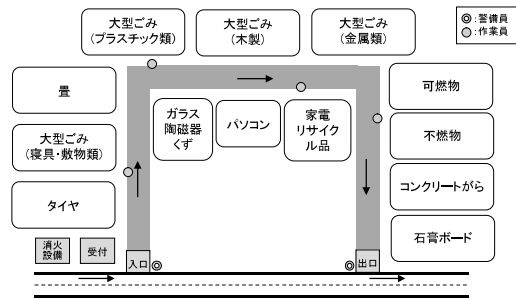 ◎:警備員
○:作業員
大型ごみ
(プラスチック類)
大型ごみ
(木製)
大型ごみ
(金属類)
畳
大型ごみ
(寝具・敷物類)
タイヤ
ガラス
陶磁器
くず
パソコン
家電
リサイク
ル品
可燃物
不燃物
コンクリートがら
石膏ボード
消火
設備
受付
入口
出口